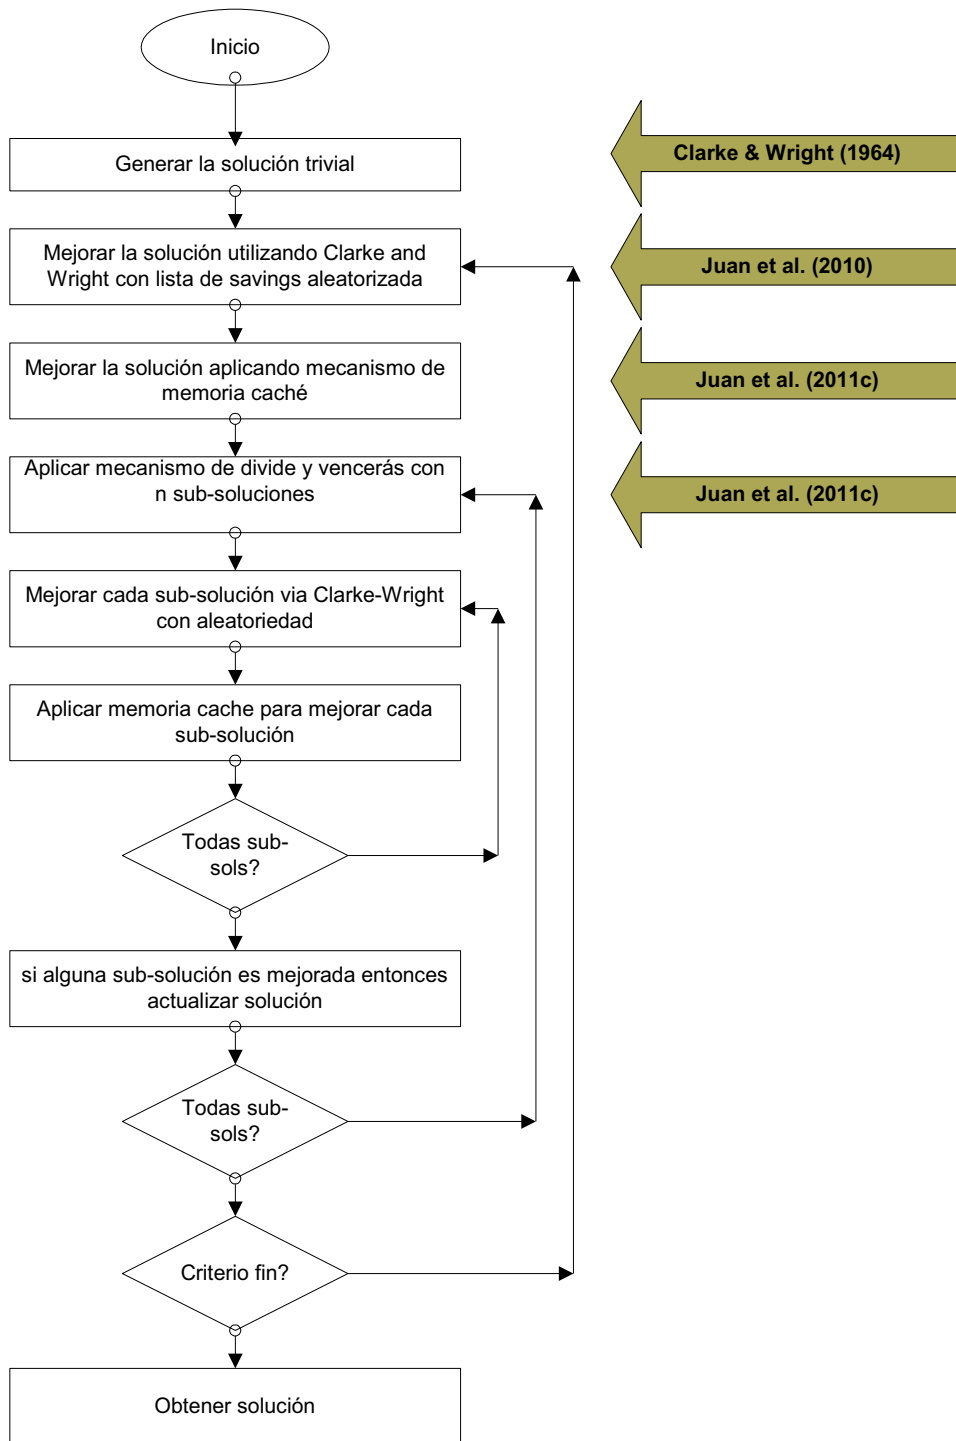 Inicio
Generar la solución trivial
Clarke & Wright (1964)
Mejorar la solución utilizando Clarke and
Wright con lista de savings aleatorizada
Juan et al. (2010)
Mejorar la solución aplicando mecanismo de
memoria caché
Juan et al. (2011c)
Aplicar mecanismo de divide y vencerás con
n sub-soluciones
Juan et al. (2011c)
Mejorar cada sub-solución via Clarke-Wright
con aleatoriedad
Aplicar memoria cache para mejorar cada
sub-solución
Todas sub-
sols?
si alguna sub-solución es mejorada entonces
actualizar solución
Todas sub-
sols?
Criterio fin?
Obtener solución